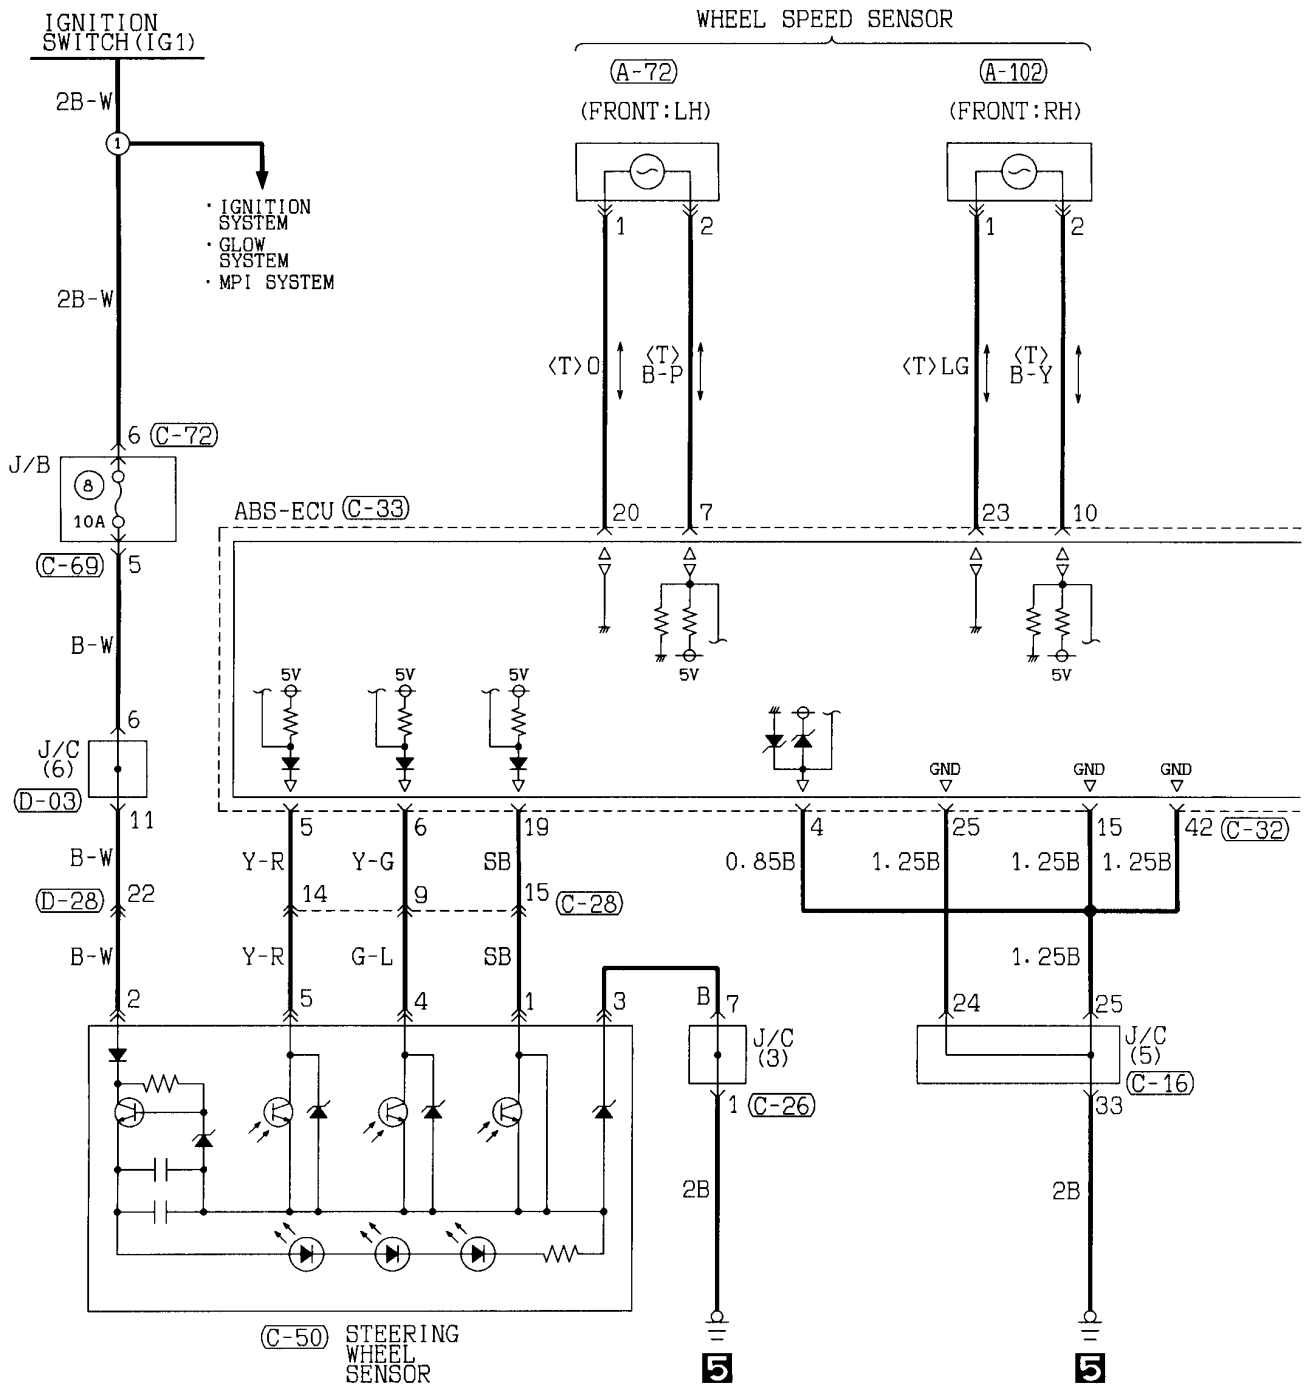 IGNITION
SWITCH(IG1)
WHEEL SPEED SENSOR
A-72
A-102
(FRONT:LH)
(FRONT:RH)
2B-W
1
· IGNITION
SYSTEM
· GLOW
SYSTEM
· MPI SYSTEM
1 2 1 2
2B-W
〈T〉O 〈T〉
B-P
〈T〉LG 〈T〉
B-Y
6 C-72
J/B
8
10A
ABS-ECU C-33
20 7 23 10
C-69 5
B-W
5V 5V 5V 5V 5V
6
J/C
(6)
D-03
GND GND GND
11
5 6 19 4 25 15 42 C-32
B-W Y-R Y-G SB 0.85B 1.25B 1.25B 1.25B
D-28 22 14 9 15 C-28
B-W Y-R G-L SB 1.25B
2 5 4 1 3 B 7 24 25
J/C
(3)
J/C
(5)
C-16
1 C-26
33
2B 2B
C-50 STEERING
WHEEL
SENSOR
5 5